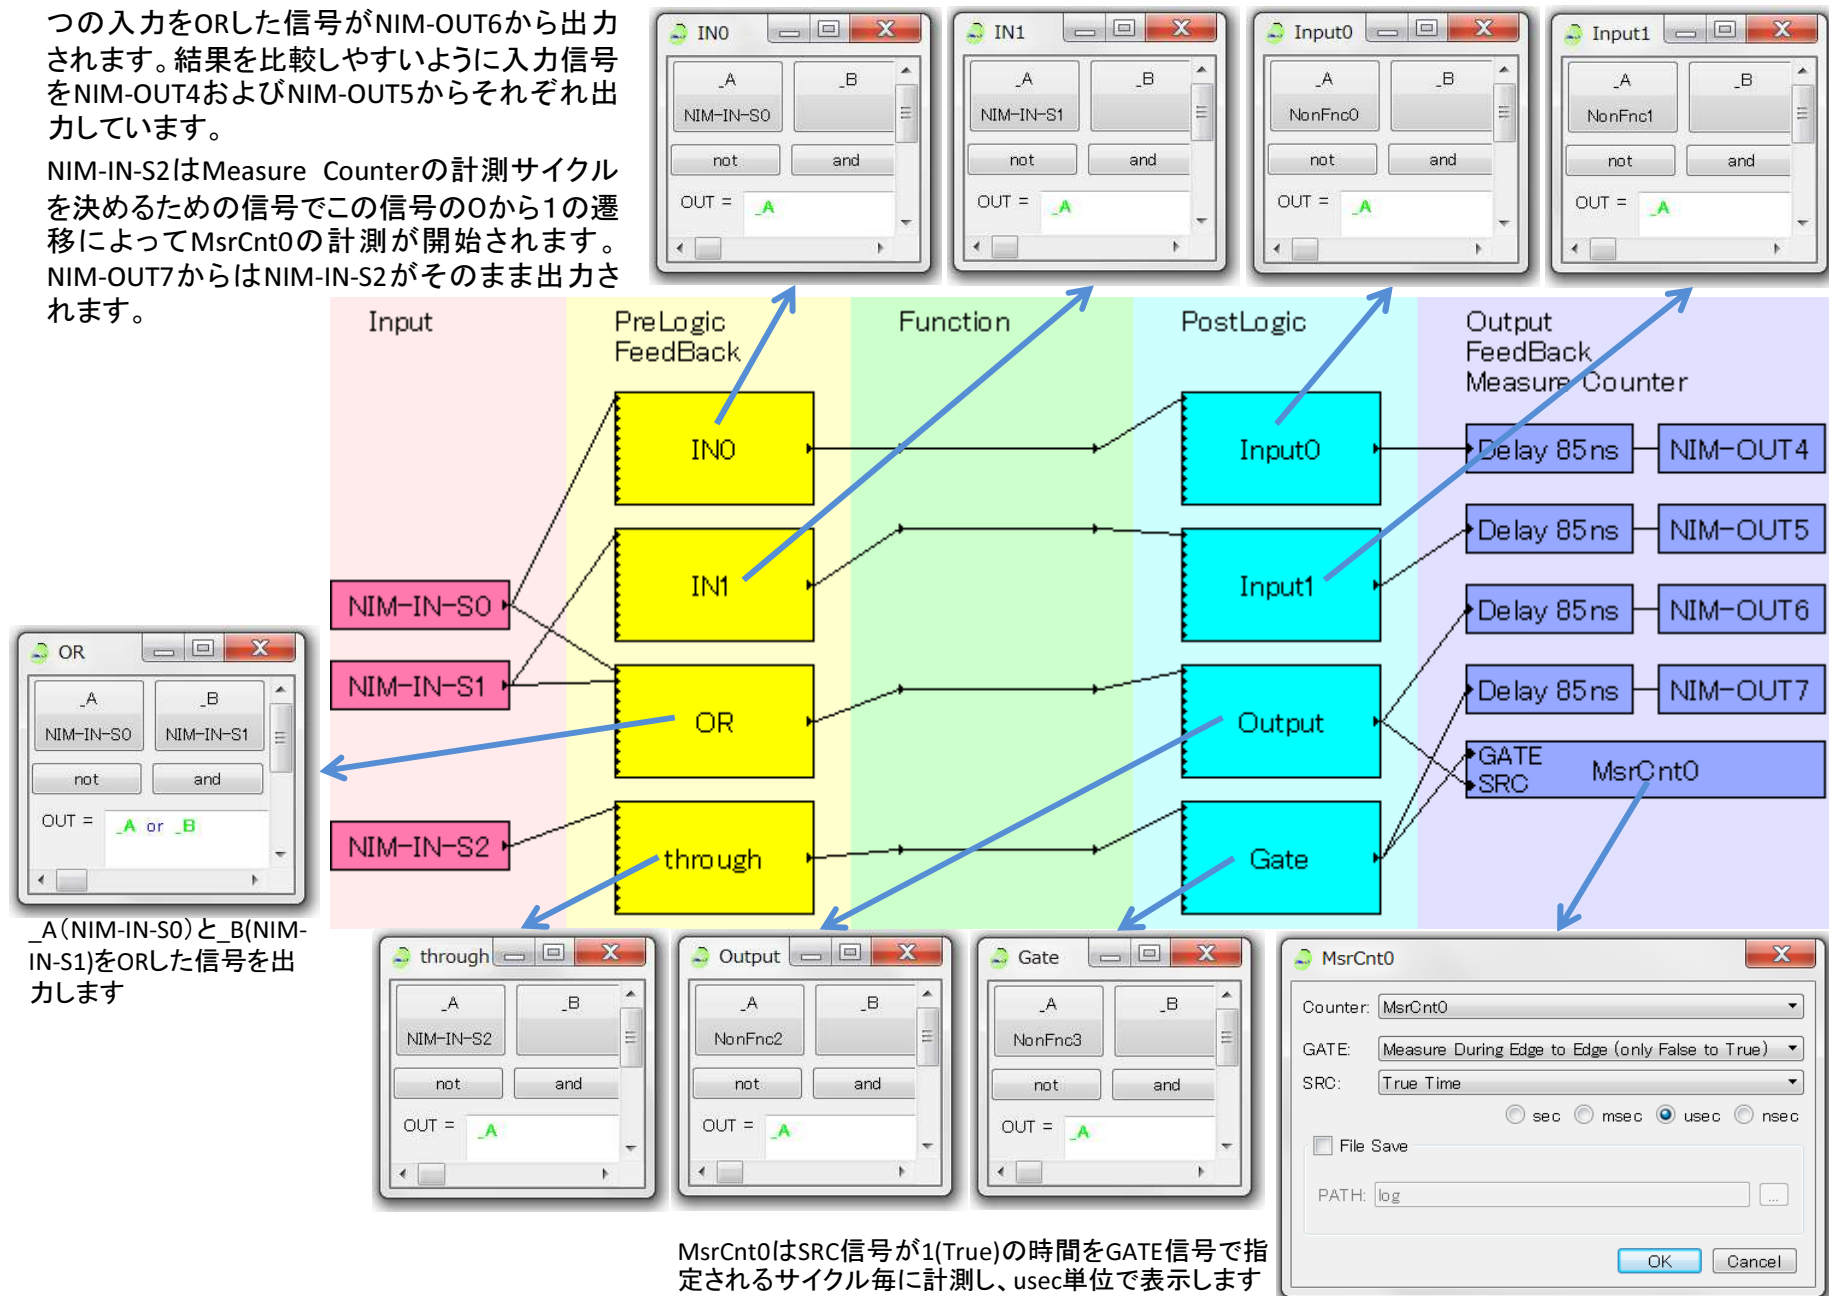 つの入力をORした信号がNIM-OUT6から出力
されます。結果を比較しやすいように入力信号
をNIM-OUT4およびNIM-OUT5からそれぞれ出
力しています。
NIM-IN-S2はMeasure Counterの計測サイクル
を決めるための信号でこの信号の0から1の遷
移によってMsrCnt0の計測が開始されます。
NIM-OUT7からはNIM-IN-S2がそのまま出力さ
れます。
IN0
_A _B
NIM-IN-S0
not and
OUT = _A
IN1
_A _B
NIM-IN-S1
not and
OUT = _A
Input0
_A _B
NonFnc0
not and
OUT = _A
Input1
_A _B
NonFnc1
not and
OUT = _A
Input
PreLogic
FeedBack
Function
PostLogic
Output
FeedBack
Measure Counter
IN0
Input0
Delay 85ns
NIM-OUT4
IN1
Input1
Delay 85ns
NIM-OUT5
NIM-IN-S0
Delay 85ns
NIM-OUT6
NIM-IN-S1
OR
Output
Delay 85ns
NIM-OUT7
GATE
SRC
MsrCnt0
NIM-IN-S2
through
Gate
OR
_A _B
NIM-IN-S0 NIM-IN-S1
not and
OUT = _A or _B
_A(NIM-IN-S0)と_B(NIM-
IN-S1)をORした信号を出
力します
through
_A _B
NIM-IN-S2
not and
OUT = _A
Output
_A _B
NonFnc2
not and
OUT = _A
Gate
_A _B
NonFnc3
not and
OUT = _A
MsrCnt0
Counter: MsrCnt0
GATE: Measure During Edge to Edge (only False to True)
SRC: True Time
sec msec usec nsec
File Save
PATH: log ...
OK Cancel
MsrCnt0はSRC信号が1(True)の時間をGATE信号で指
定されるサイクル毎に計測し、usec単位で表示します